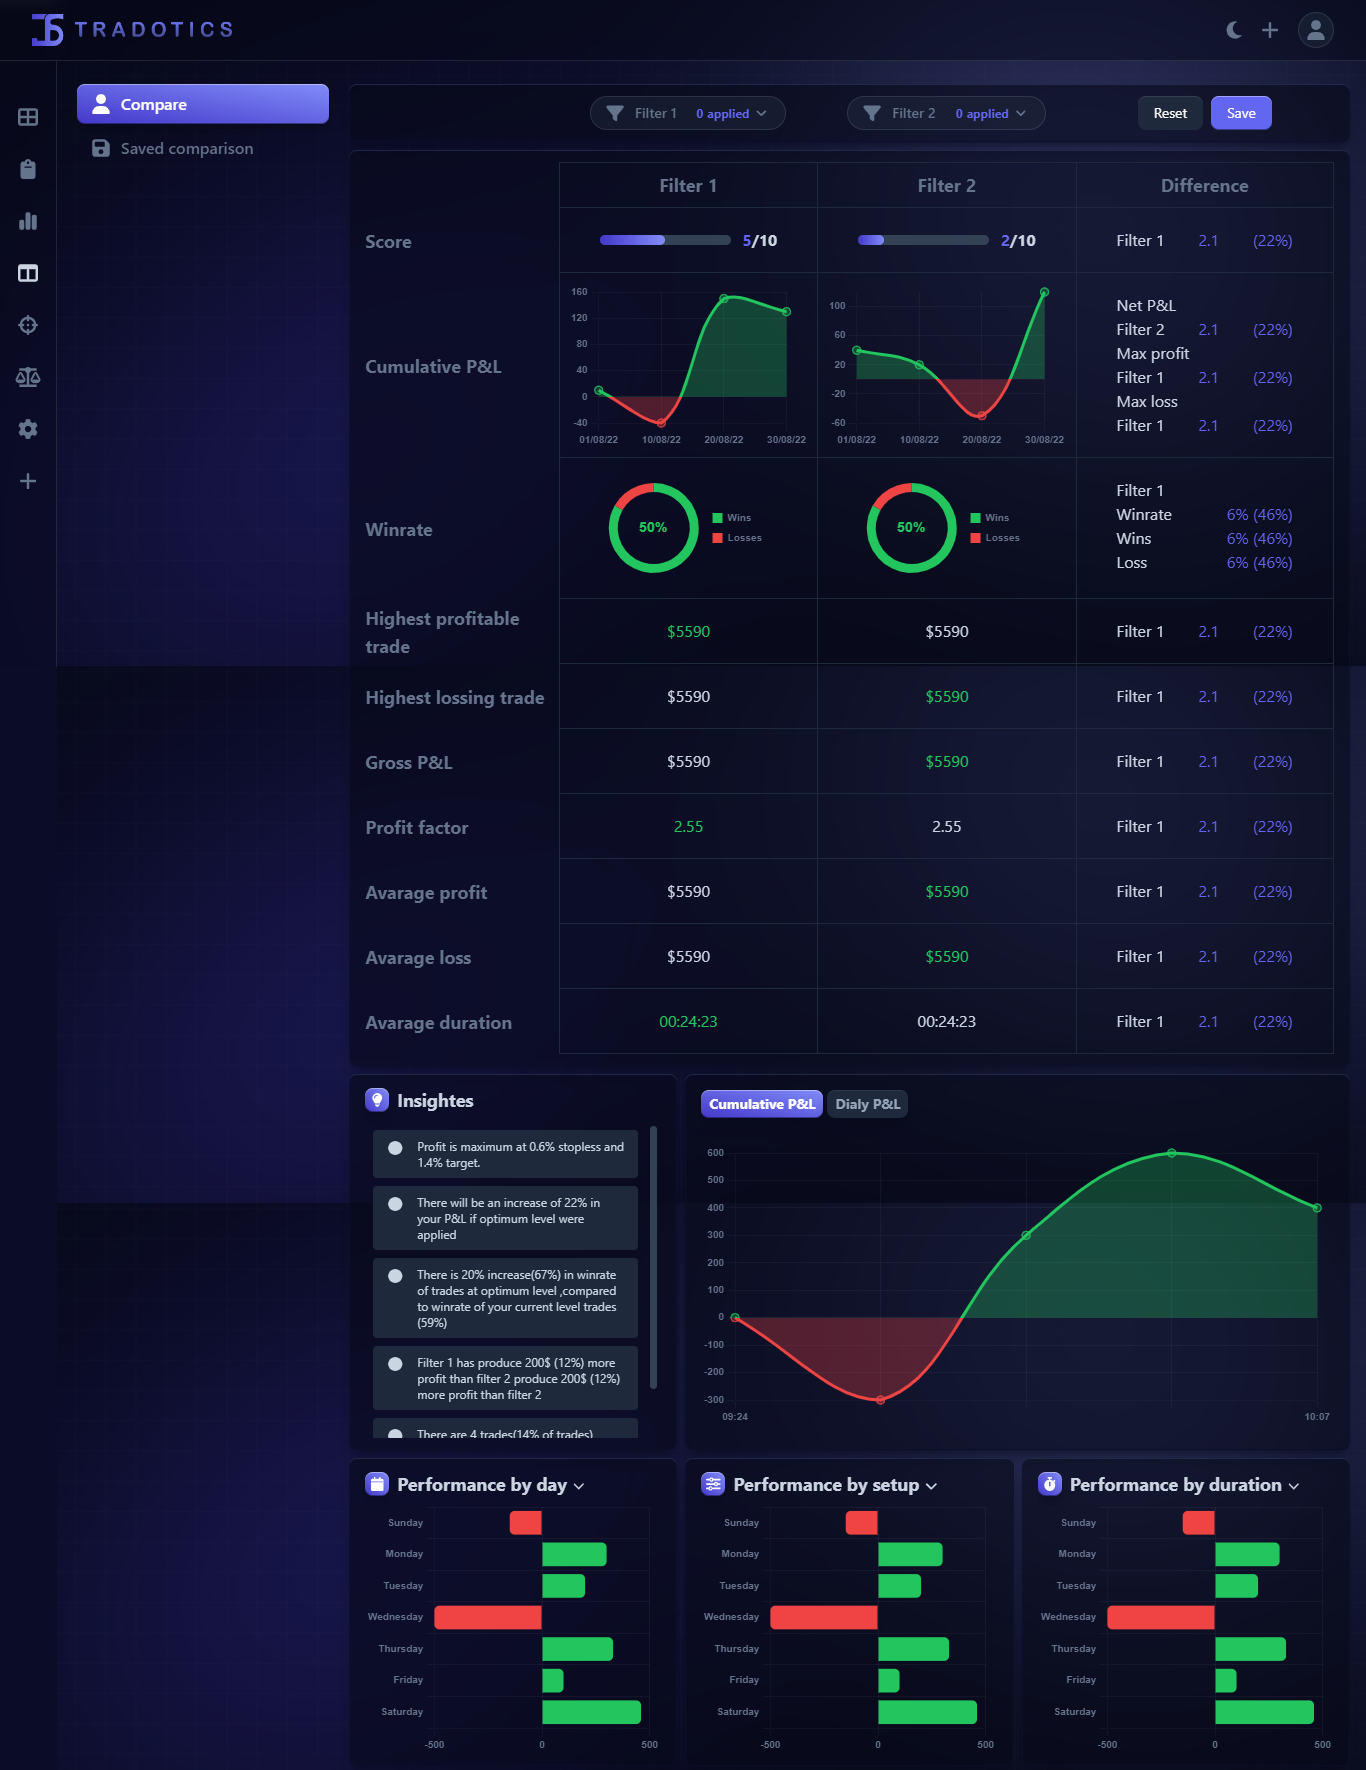 TRADOTICS
Compare
Saved comparison
Filter 1 0 applied
Filter 2 0 applied
Reset
Save
Filter 1 Filter 2 Difference
Score 5/10 2/10 Filter 1 2.1 (22%)
Cumulative P&L
160
120
80
40
0
-40
01/08/22 10/08/22 20/08/22 30/08/22
100
60
20
-20
-60
01/08/22 10/08/22 20/08/22 30/08/22
Net P&L
Filter 2 2.1 (22%)
Max profit
Filter 1 2.1 (22%)
Max loss
Filter 1 2.1 (22%)
Winrate
50%
Wins
Losses
50%
Wins
Losses
Filter 1
Winrate 6% (46%)
Wins 6% (46%)
Loss 6% (46%)
Highest profitable
trade
$5590 $5590 Filter 1 2.1 (22%)
Highest lossing trade $5590 $5590 Filter 1 2.1 (22%)
Gross P&L $5590 $5590 Filter 1 2.1 (22%)
Profit factor 2.55 2.55 Filter 1 2.1 (22%)
Avarage profit $5590 $5590 Filter 1 2.1 (22%)
Avarage loss $5590 $5590 Filter 1 2.1 (22%)
Avarage duration 00:24:23 00:24:23 Filter 1 2.1 (22%)
Insightes
Profit is maximum at 0.6% stopless and
1.4% target.
There will be an increase of 22% in
your P&L if optimum level were
applied
There is 20% increase(67%) in winrate
of trades at optimum level ,compared
to winrate of your current level trades
(59%)
Filter 1 has produce 200$ (12%) more
profit than filter 2 produce 200$ (12%)
more profit than filter 2
There are 4 trades(14% of trades)
Cumulative P&L Dialy P&L
600
500
400
300
200
100
0
-100
-200
-300
09:24 10:07
Performance by day
Sunday
Monday
Tuesday
Wednesday
Thursday
Friday
Saturday
-500 0 500
Performance by setup
Sunday
Monday
Tuesday
Wednesday
Thursday
Friday
Saturday
-500 0 500
Performance by duration
Sunday
Monday
Tuesday
Wednesday
Thursday
Friday
Saturday
-500 0 500